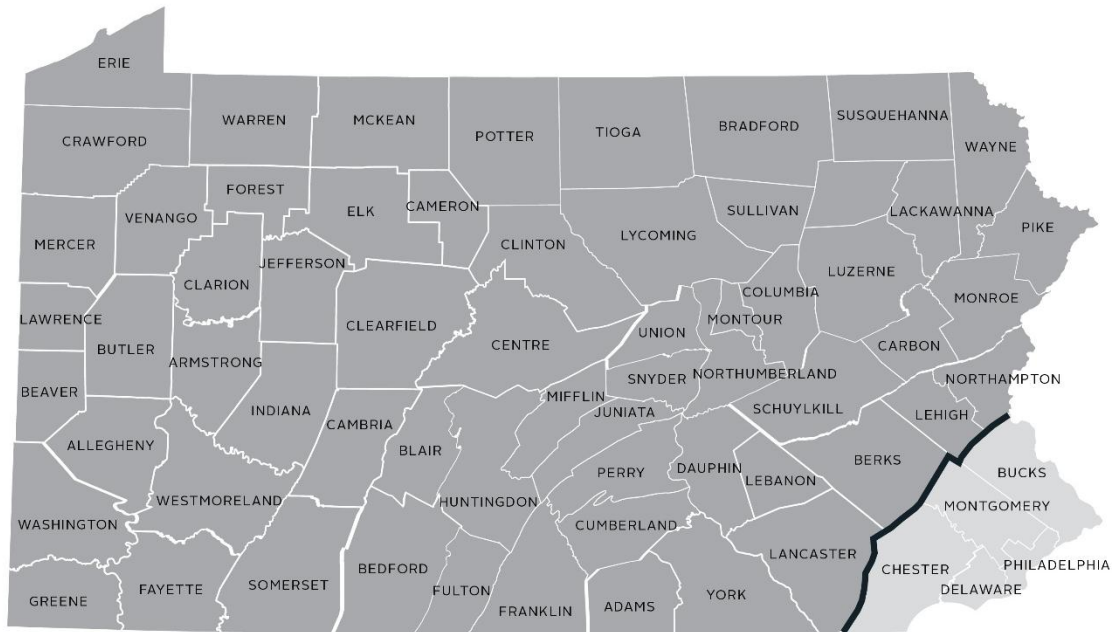 ERIE
CRAWFORD
WARREN
MCKEAN
POTTER
TIOGA
BRADFORD
SUSQUEHANNA
WAYNE
MERCER
VENANGO
FOREST
ELK
CAMERON
CLINTON
LYCOMING
SULLIVAN
LACKAWANNA
PIKE
CLARION
JEFFERSON
LUZERNE
LAWRENCE
BUTLER
ARMSTRONG
CLEARFIELD
CENTRE
UNION
MONTOUR
COLUMBIA
MONROE
CARBON
BEAVER
INDIANA
MIFFLIN
SNYDER
NORTHUMBERLAND
JUNIATA
SCHUYLKILL
NORTHAMPTON
LEHIGH
ALLEGHENY
CAMBRIA
BLAIR
WESTMORELAND
HUNTINGDON
PERRY
DAUPHIN
LEBANON
BERKS
BUCKS
MONTGOMERY
WASHINGTON
CUMBERLAND
LANCASTER
CHESTER
PHILADELPHIA
DELAWARE
GREENE
FAYETTE
SOMERSET
BEDFORD
FULTON
FRANKLIN
ADAMS
YORK